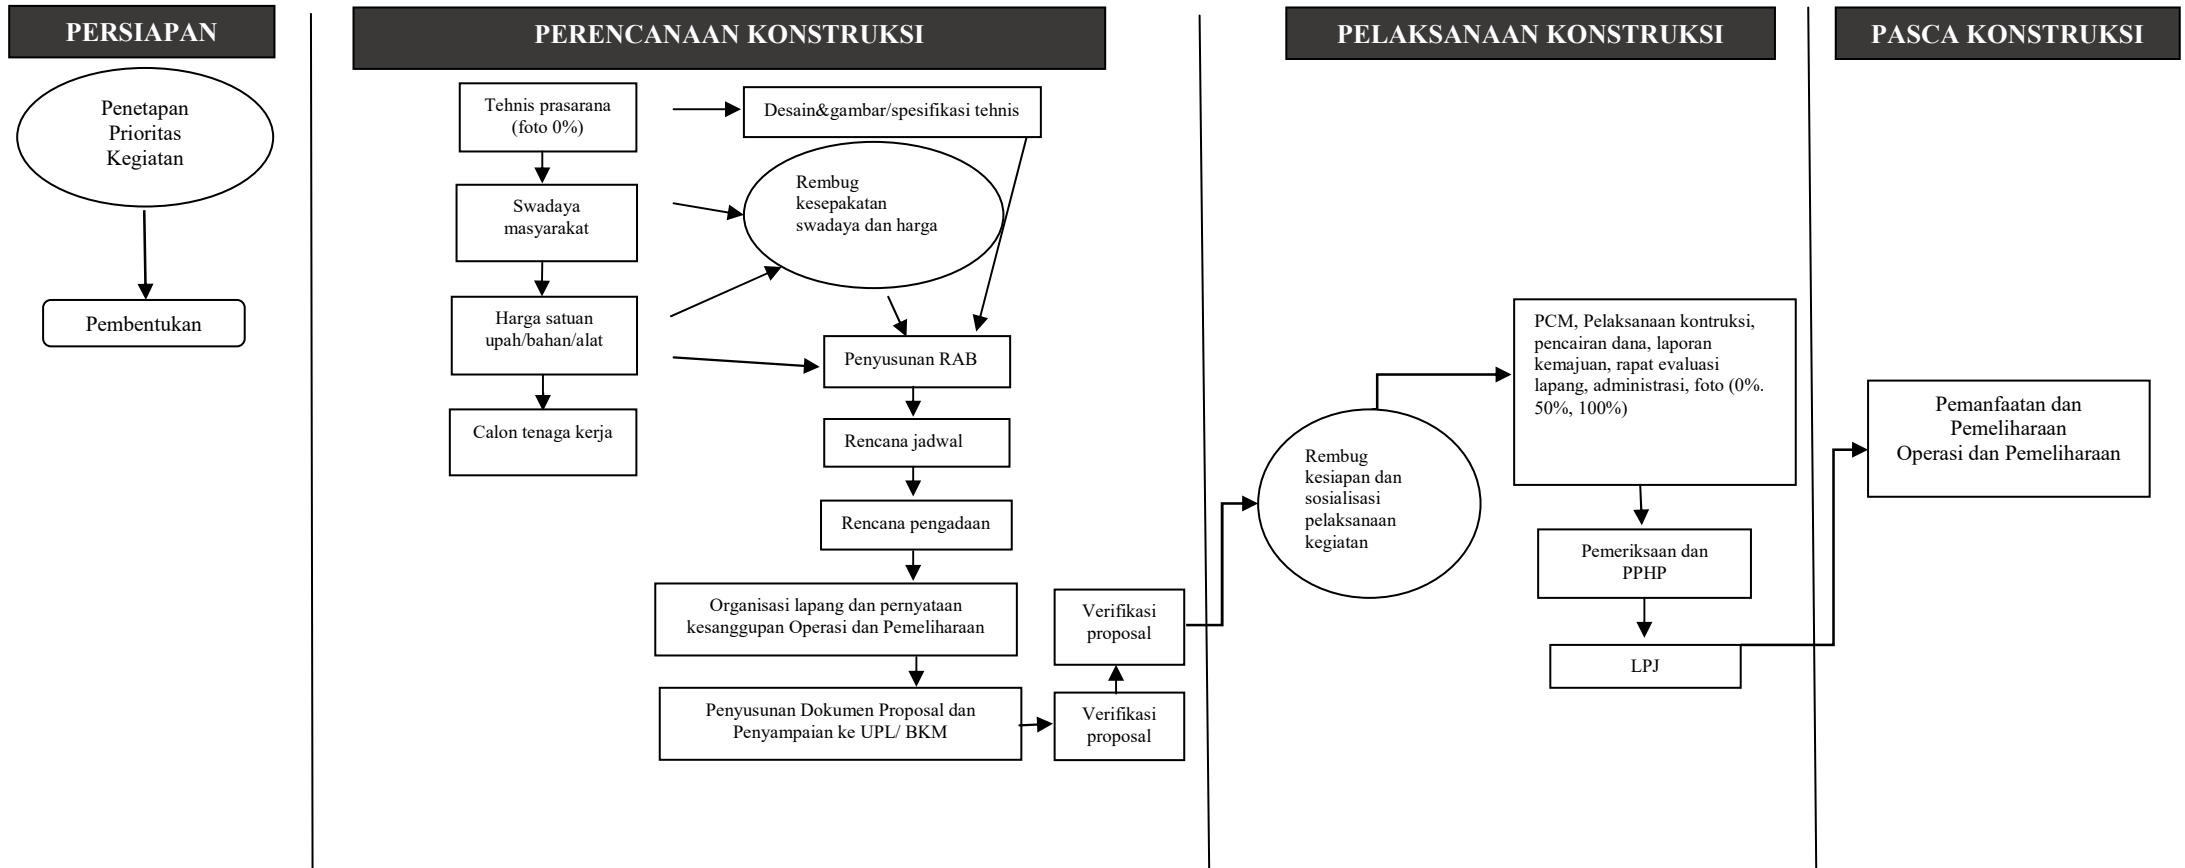 PERSIAPAN
Penetapan
Prioritas
Kegiatan
Pembentukan
PERENCANAAN KONSTRUKSI
Tehnis prasarana
(foto 0%)
Swadaya
masyarakat
Harga satuan
upah/bahan/alat
Calon tenaga kerja
Desain&gambar/spesifikasi tehnis
Rembug
kesepakatan
swadaya dan harga
Penyusunan RAB
Rencana jadwal
Rencana pengadaan
Organisasi lapang dan pernyataan
kesanggupan Operasi dan Pemeliharaan
Penyusunan Dokumen Proposal dan
Penyampaian ke UPL/ BKM
Verifikasi
proposal
Verifikasi
proposal
PELAKSANAAN KONSTRUKSI
Rembug
kesiapan dan
sosialisasi
pelaksanaan
kegiatan
PCM, Pelaksanaan kontruksi,
pencairan dana, laporan
kemajuan, rapat evaluasi
lapang, administrasi, foto (0%.
50%, 100%)
Pemeriksaan dan
PPHP
LPJ
PASCA KONSTRUKSI
Pemanfaatan dan
Pemeliharaan
Operasi dan Pemeliharaan